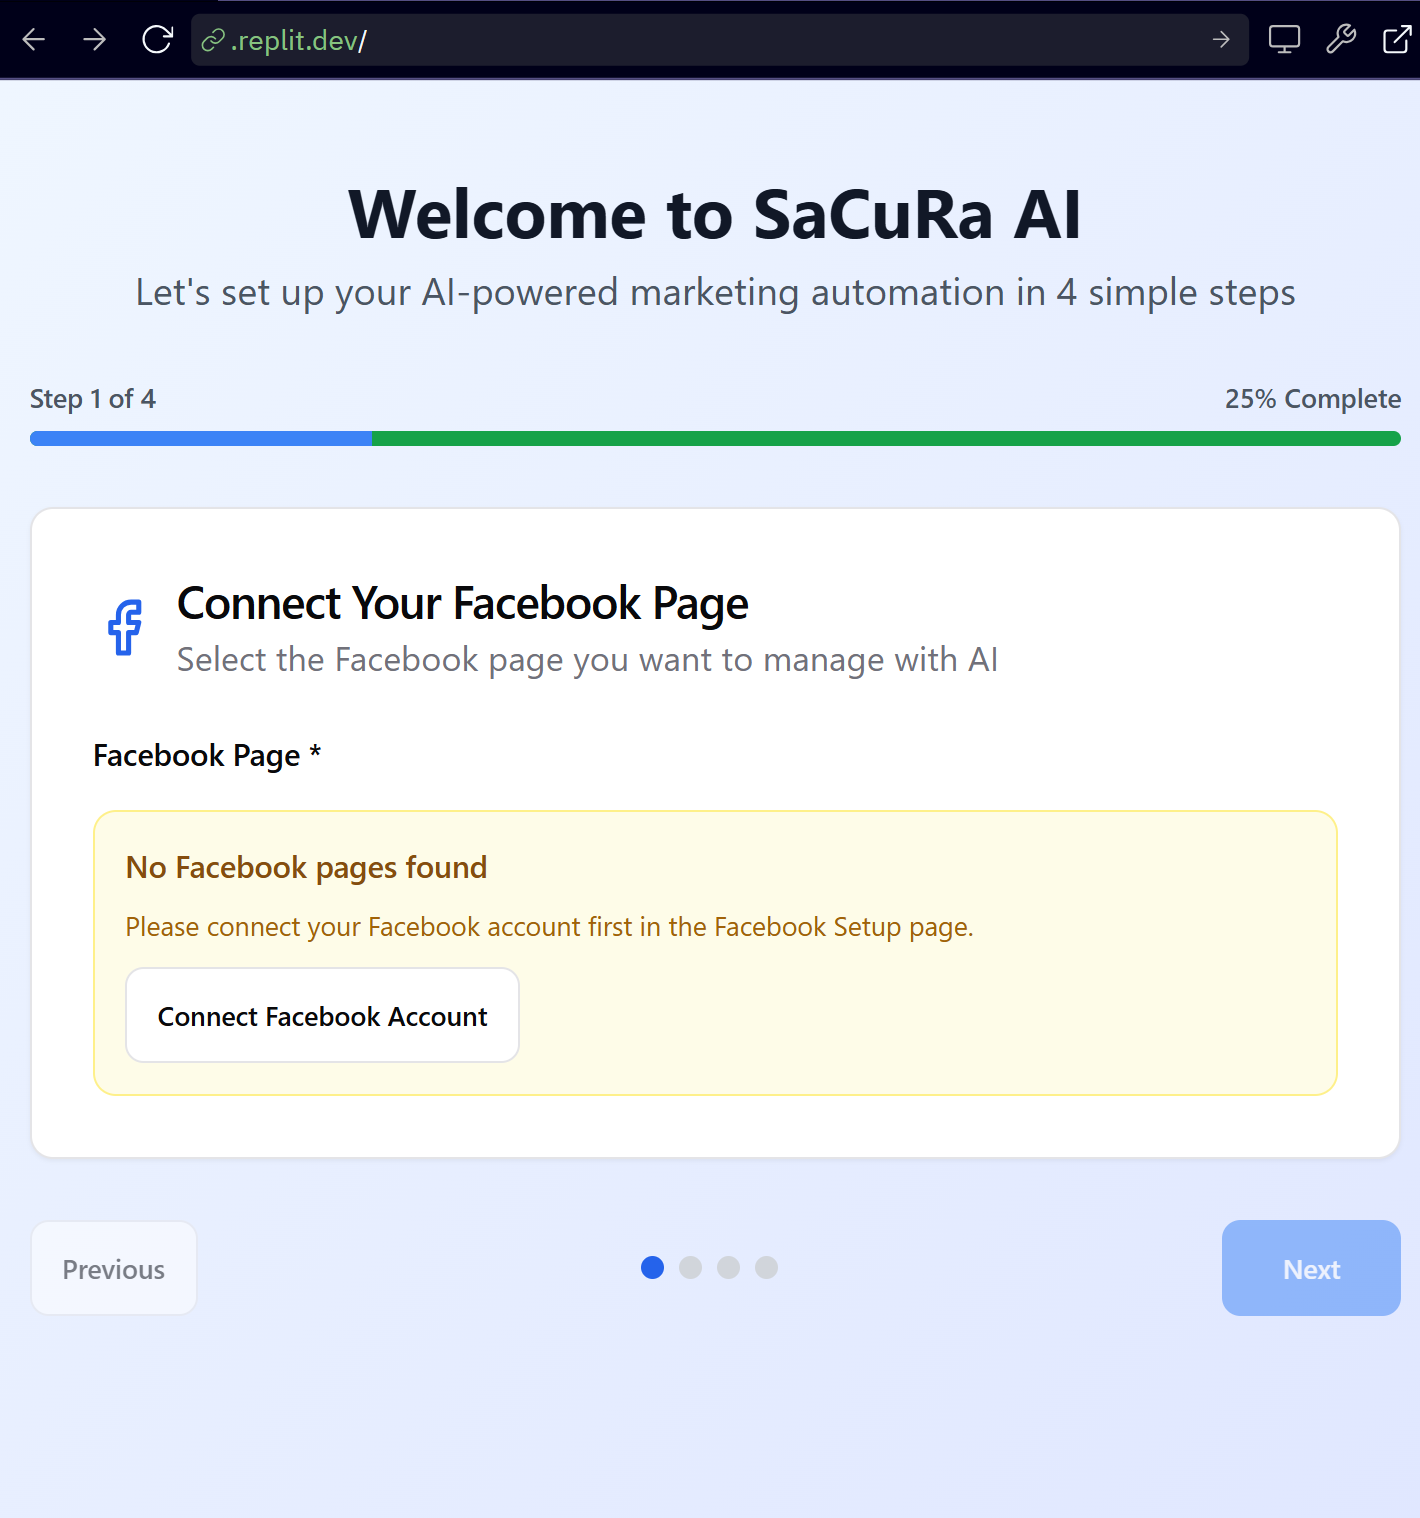 .replit.dev/
Welcome to SaCuRa AI
Let's set up your AI-powered marketing automation in 4 simple steps
Step 1 of 4
25% Complete
Connect Your Facebook Page
Select the Facebook page you want to manage with AI
Facebook Page *
No Facebook pages found
Please connect your Facebook account first in the Facebook Setup page.
Connect Facebook Account
Previous
Next